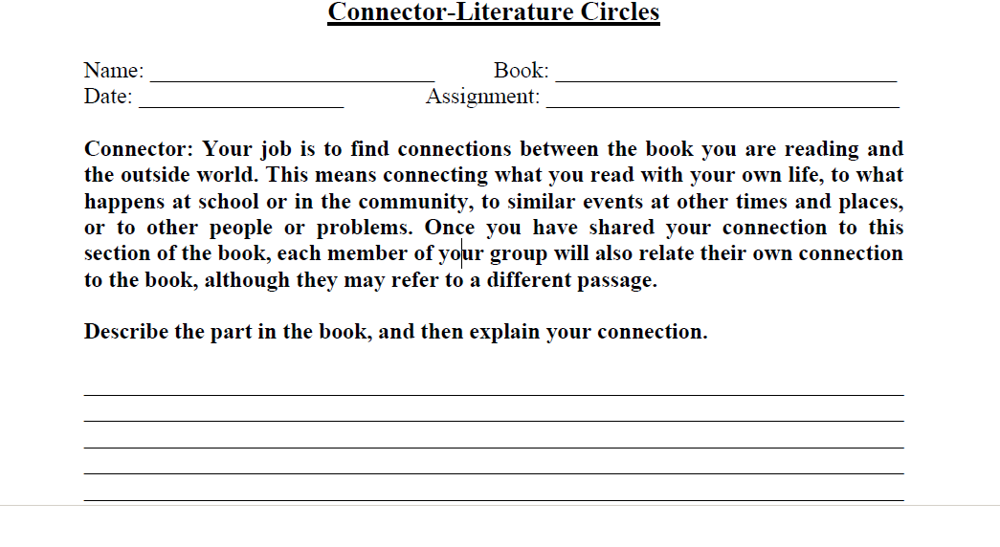 Connector-Literature Circles
Name: _________________________ Book: ______________________________
Date: __________________ Assignment: _______________________________
Connector: Your job is to find connections between the book you are reading and
the outside world. This means connecting what you read with your own life, to what
happens at school or in the community, to similar events at other times and places,
or to other people or problems. Once you have shared your connection to this
section of the book, each member of your group will also relate their own connection
to the book, although they may refer to a different passage.
Describe the part in the book, and then explain your connection.